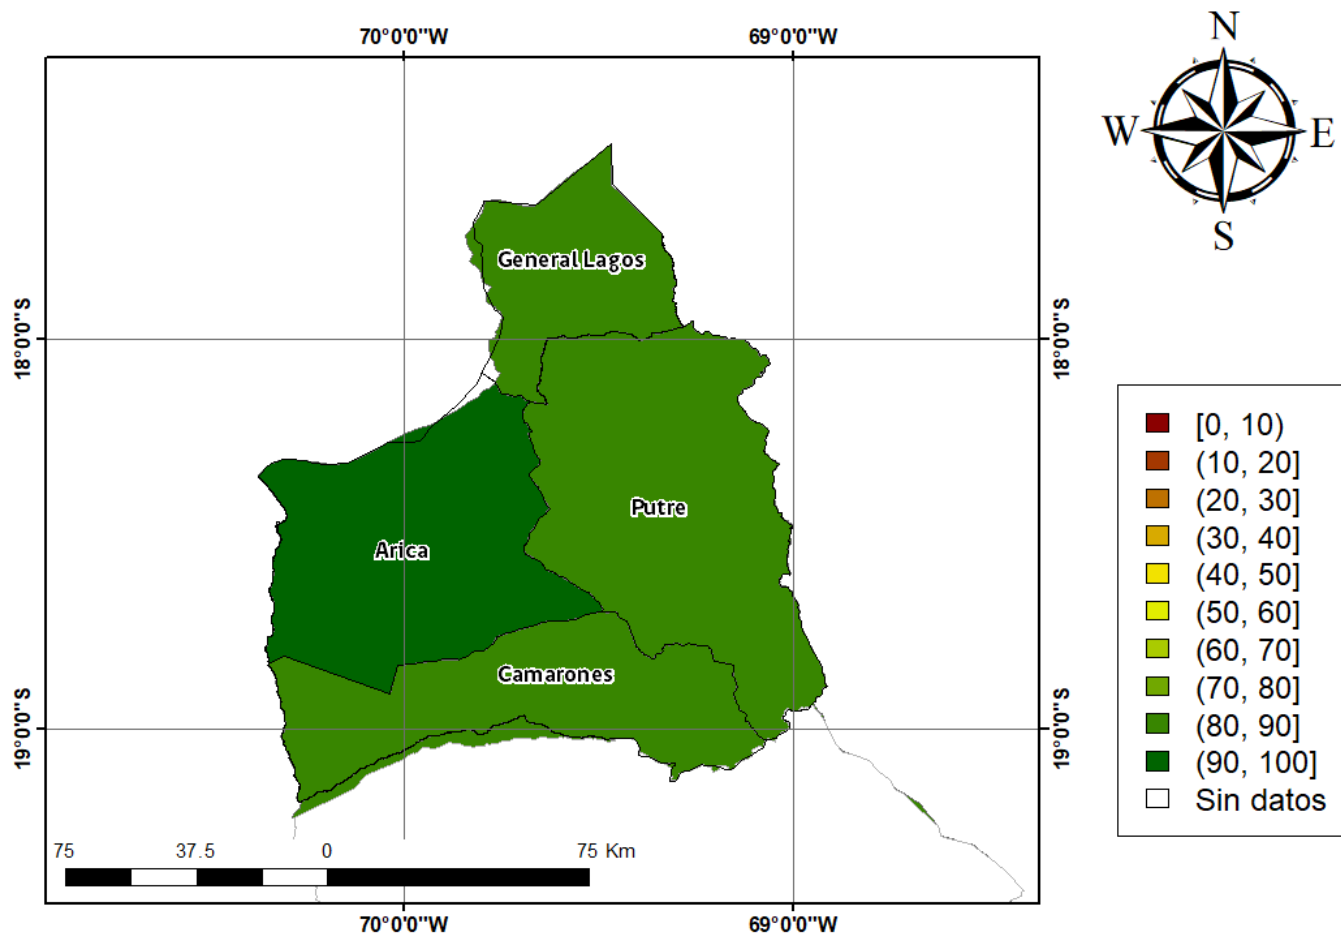 70°0'0"W 69°0'0"W
N
W E
S
General Lagos
18°0'0"S 18°0'0"S
Putre
Arica
Camarones
19°0'0"S 19°0'0"S
[0, 10)
(10, 20]
(20, 30]
(30, 40]
(40, 50]
(50, 60]
(60, 70]
(70, 80]
(80, 90]
(90, 100]
Sin datos
75 37.5 0 75 Km
70°0'0"W 69°0'0"W